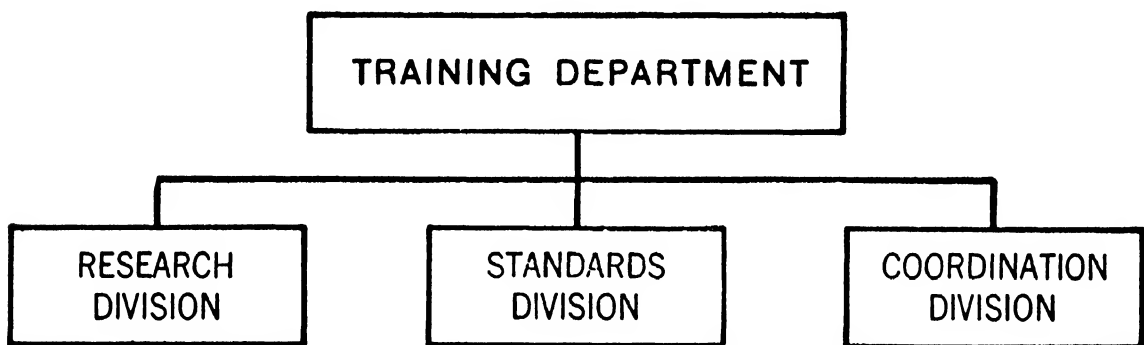 TRAINING DEPARTMENT
RESEARCH
DIVISION
STANDARDS
DIVISION
COORDINATION
DIVISION